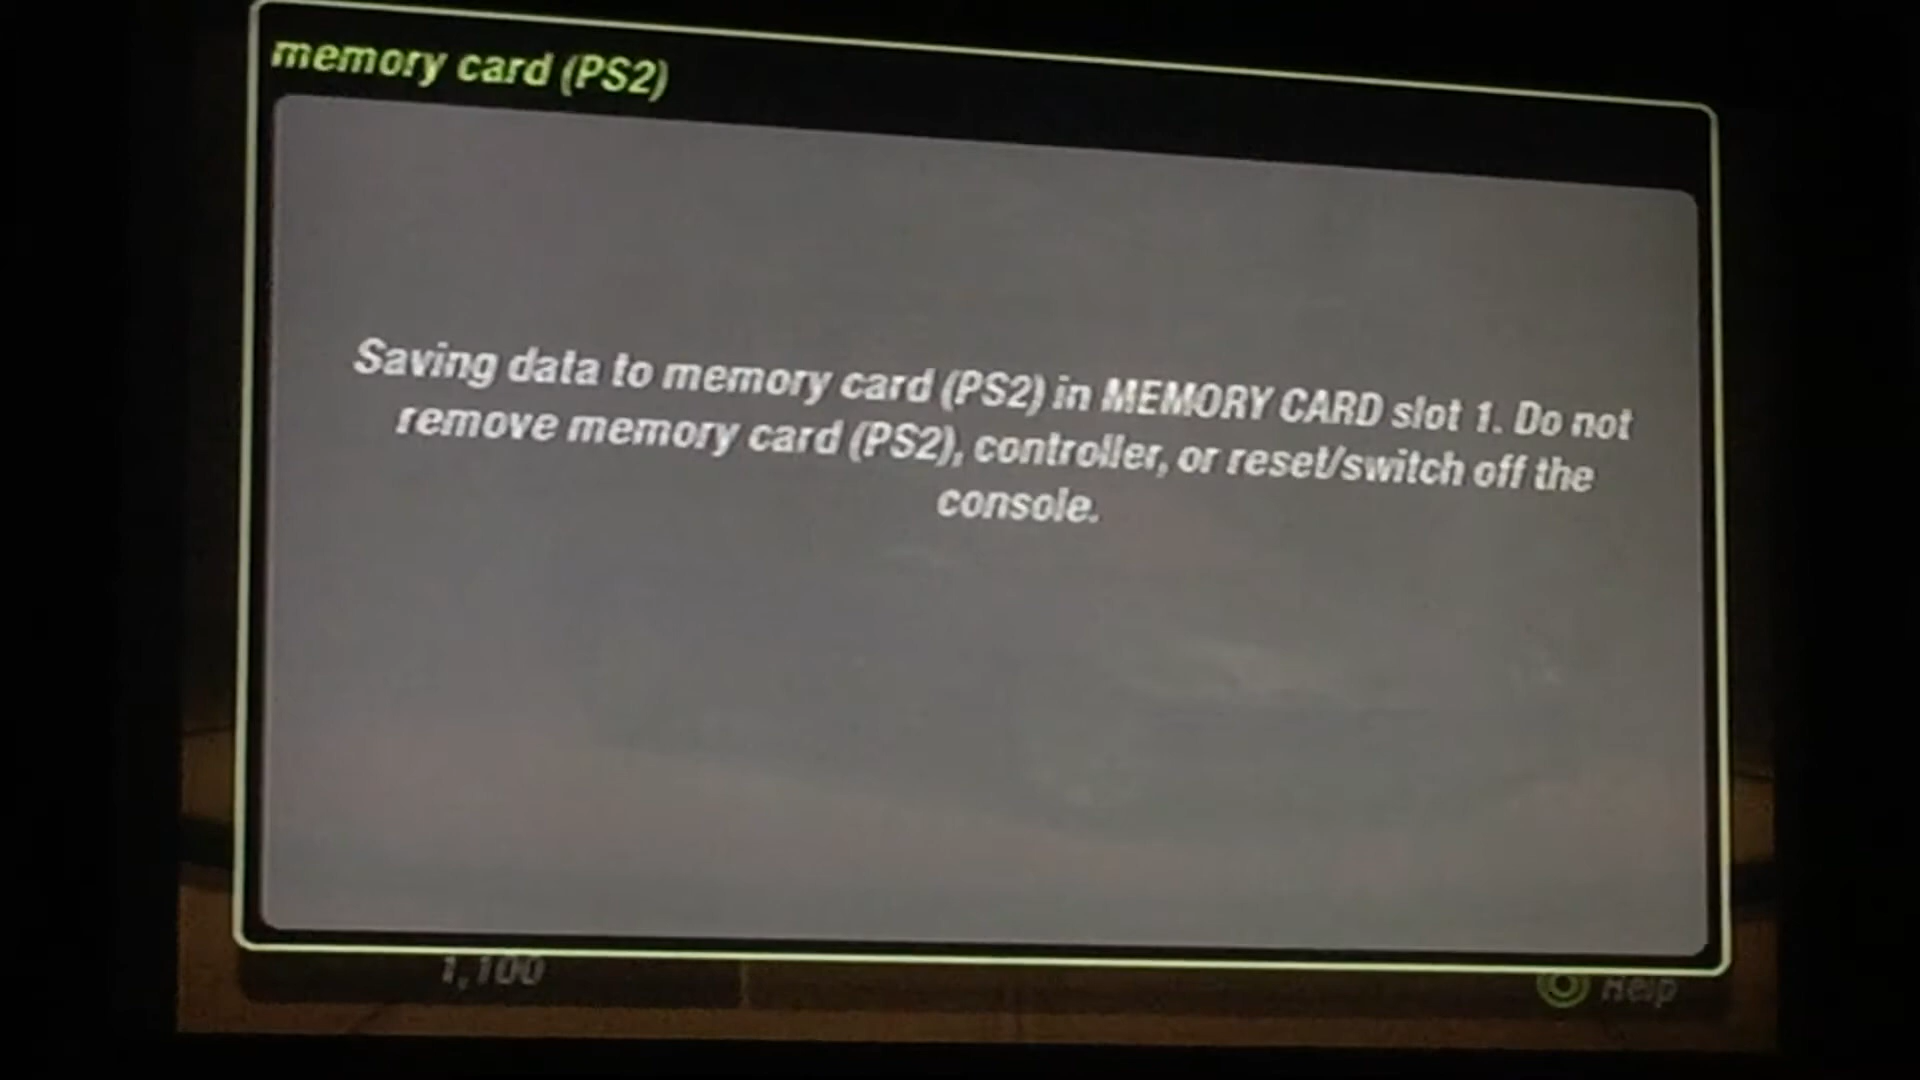 memory card (PS2)
Saving data to memory card (PS2) in MEMORY CARD slot 1. Do not
remove memory card (PS2), controller, or reset/switch off the
console.
1,100
Help